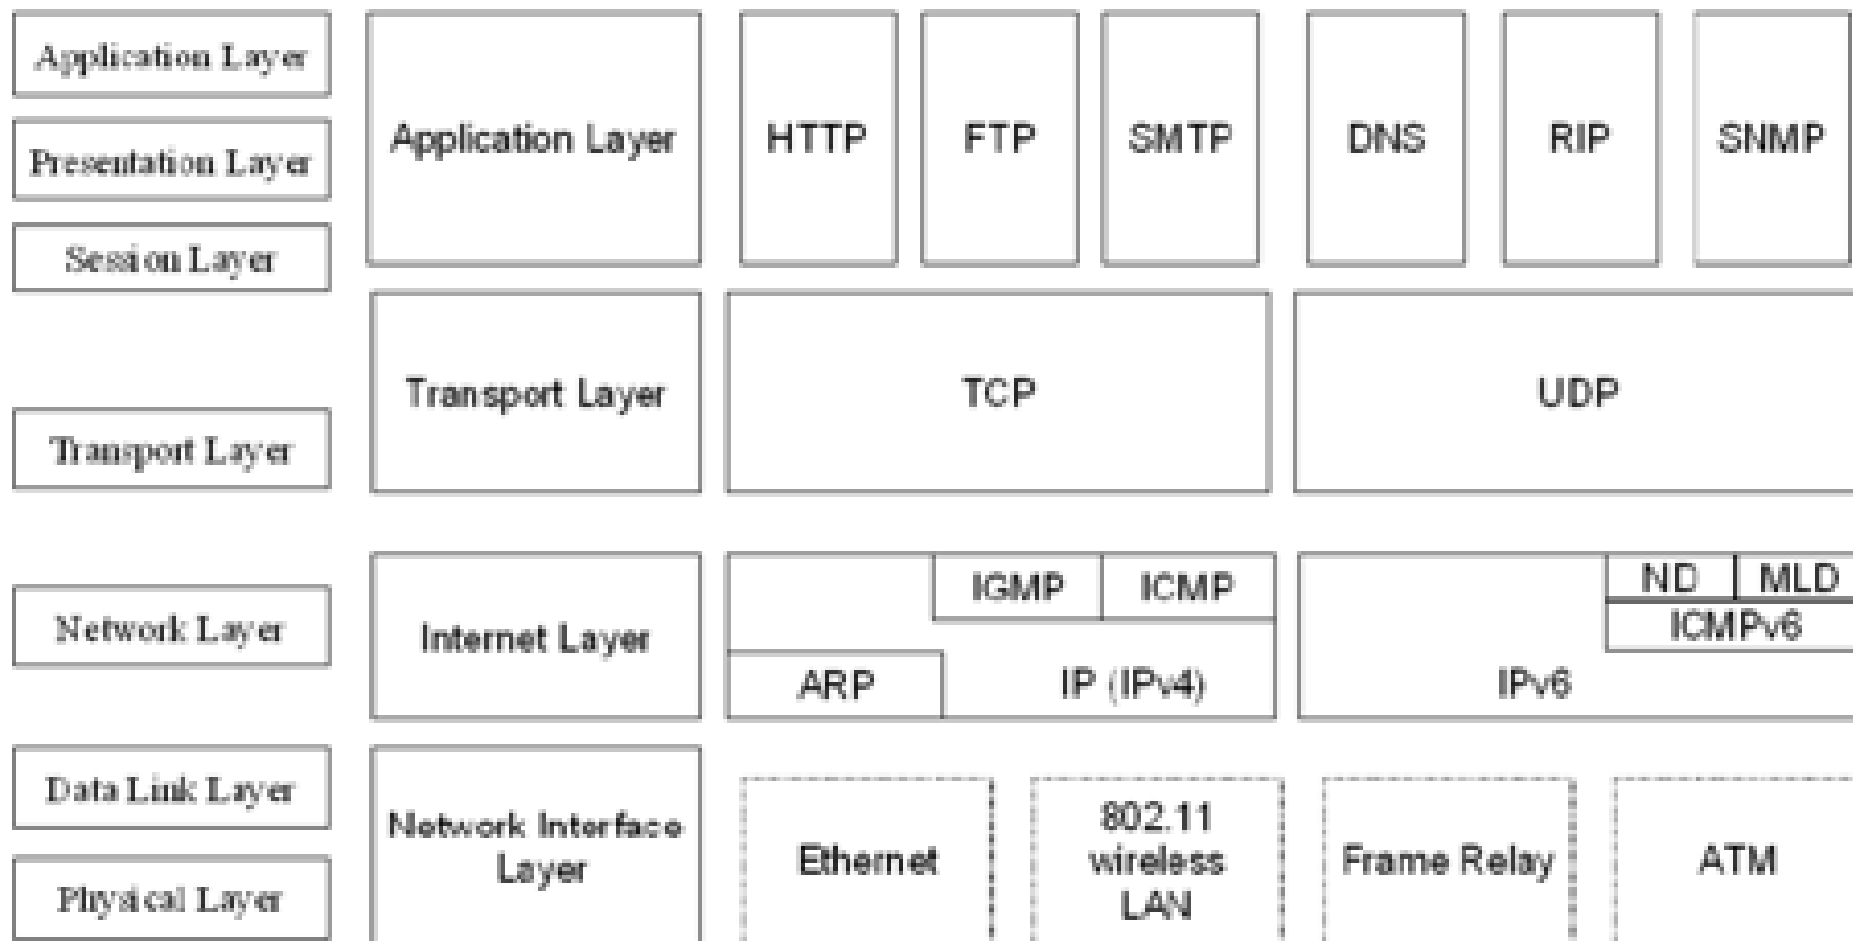 Application Layer
Presentation Layer
Session Layer
Transport Layer
Network Layer
Data Link Layer
Physical Layer
Application Layer
Transport Layer
Internet Layer
Network Interface
Layer
HTTP
FTP
SMTP
DNS
RIP
SNMP
TCP
UDP
IGMP
ICMP
ARP
IP (IPv4)
ND
MLD
ICMPv6
IPv6
Ethernet
802.11
wireless
LAN
Frame Relay
ATM